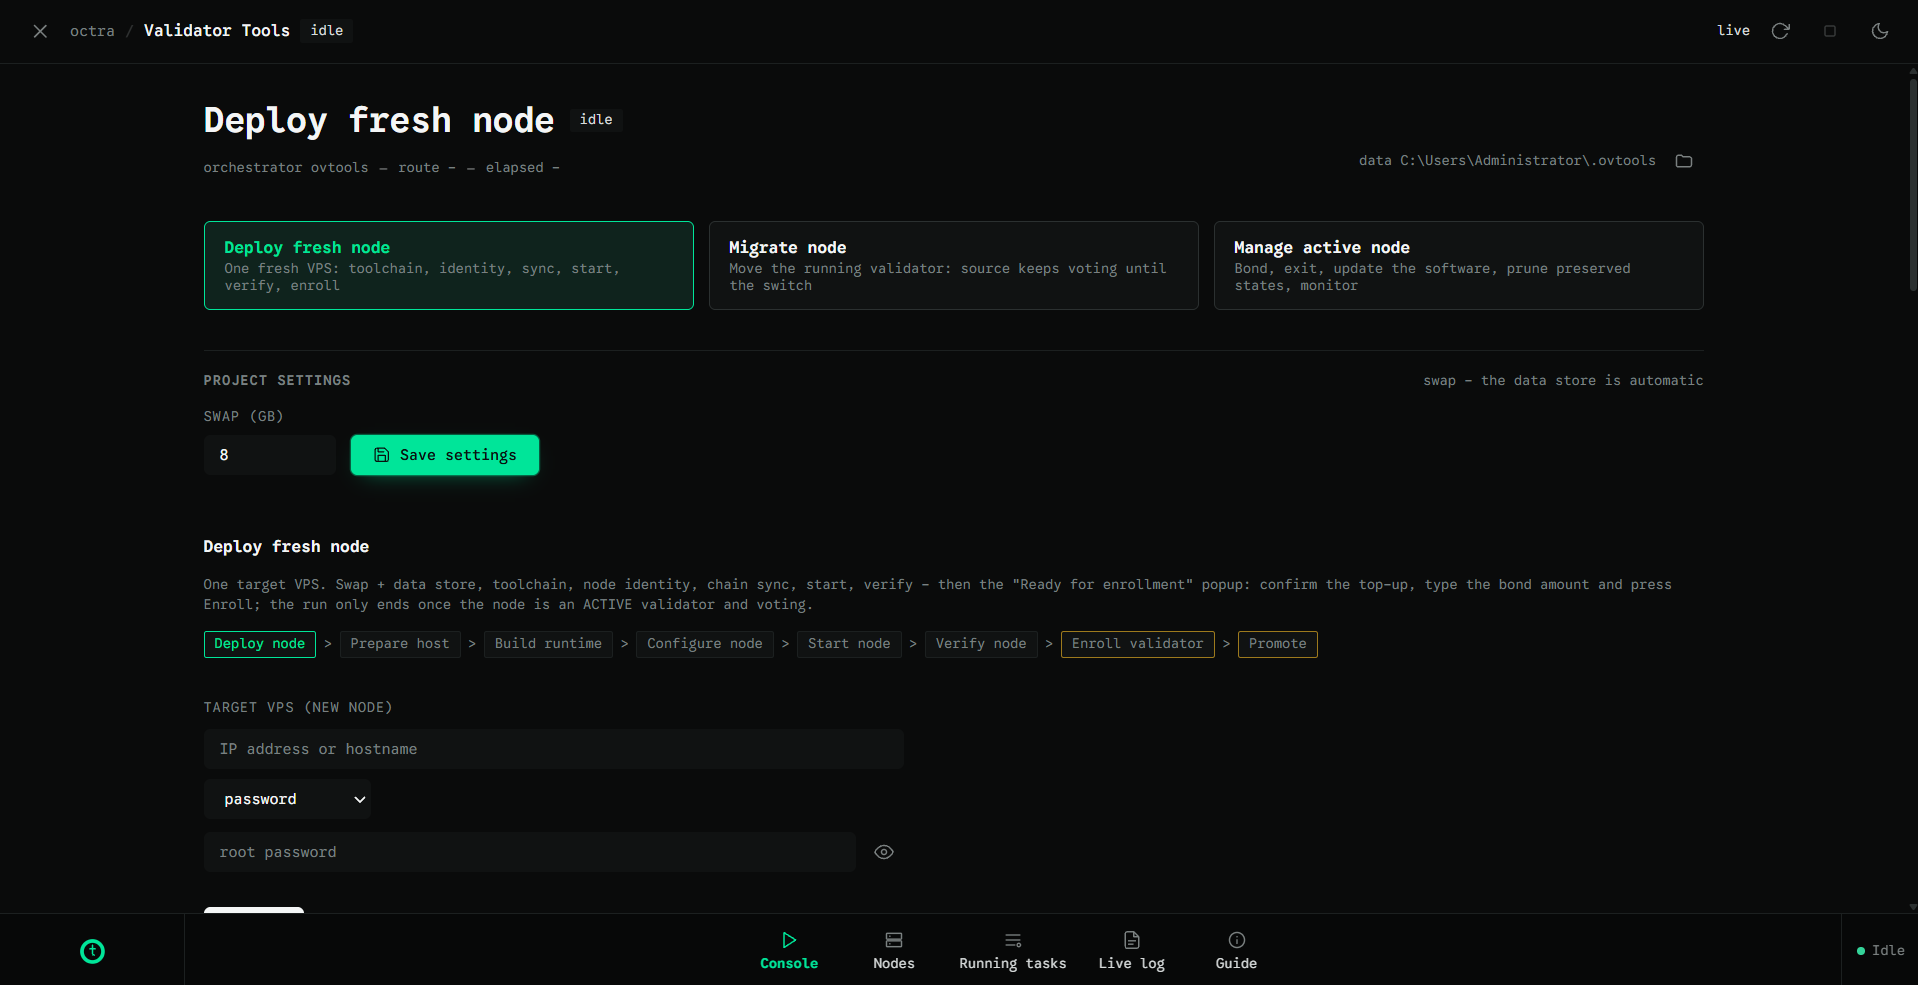 octra / Validator Tools idle live
Deploy fresh node idle
orchestrator ovtools — route - — elapsed -
data C:\Users\Administrator\.ovtools
Deploy fresh node
One fresh VPS: toolchain, identity, sync, start,
verify, enroll
Migrate node
Move the running validator: source keeps voting until
the switch
Manage active node
Bond, exit, update the software, prune preserved
states, monitor
PROJECT SETTINGS
swap - the data store is automatic
SWAP (GB)
8
Save settings
Deploy fresh node
One target VPS. Swap + data store, toolchain, node identity, chain sync, start, verify - then the "Ready for enrollment" popup: confirm the top-up, type the bond amount and press
Enroll; the run only ends once the node is an ACTIVE validator and voting.
Deploy node > Prepare host > Build runtime > Configure node > Start node > Verify node > Enroll validator > Promote
TARGET VPS (NEW NODE)
IP address or hostname
password
root password
Console
Nodes
Running tasks
Live log
Guide
Idle